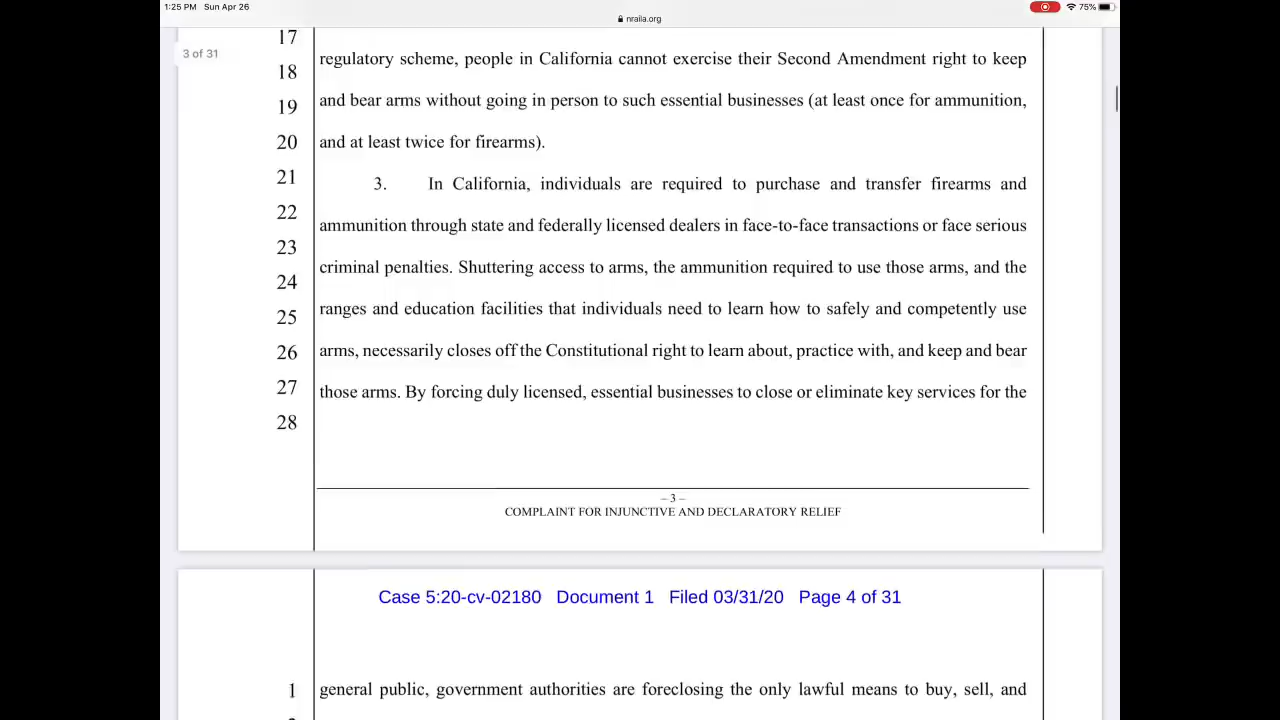 1:25 PM Sun Apr 26
75%
nraila.org
3 of 31
17
regulatory scheme, people in California cannot exercise their Second Amendment right to keep
18
and bear arms without going in person to such essential businesses (at least once for ammunition,
19
and at least twice for firearms).
20
21
3. In California, individuals are required to purchase and transfer firearms and
22
ammunition through state and federally licensed dealers in face-to-face transactions or face serious
23
criminal penalties. Shuttering access to arms, the ammunition required to use those arms, and the
24
ranges and education facilities that individuals need to learn how to safely and competently use
25
arms, necessarily closes off the Constitutional right to learn about, practice with, and keep and bear
26
those arms. By forcing duly licensed, essential businesses to close or eliminate key services for the
27
28
– 3 –
COMPLAINT FOR INJUNCTIVE AND DECLARATORY RELIEF
Case 5:20-cv-02180 Document 1 Filed 03/31/20 Page 4 of 31
1 general public, government authorities are foreclosing the only lawful means to buy, sell, and